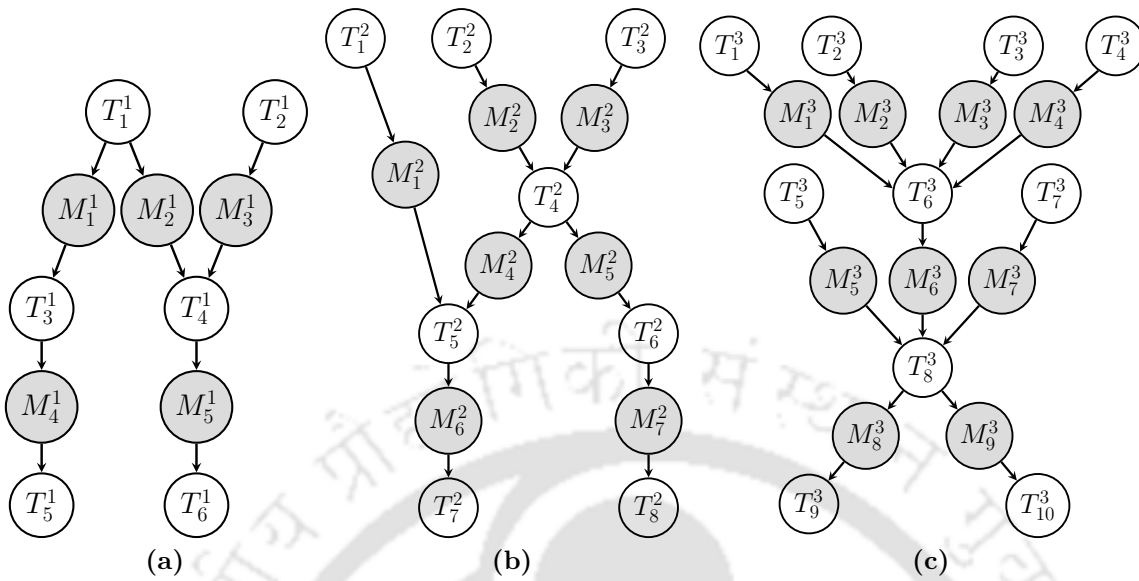 T_1^2 T_2^2 T_3^2 T_1^3 T_2^3 T_3^3 T_4^3
T_1^1 T_2^1 M_2^2 M_3^2 M_1^3 M_2^3 M_3^3 M_4^3
M_1^2 T_4^2 T_5^3 T_6^3 T_7^3
M_1^1 M_2^1 M_3^1 M_4^2 M_5^2 M_5^3 M_6^3 M_7^3
T_3^1 T_4^1 T_5^2 T_6^2 T_8^3
M_4^1 M_5^1 M_6^2 M_7^2 M_8^3 M_9^3
T_5^1 T_6^1 T_7^2 T_8^2 T_9^3 T_{10}^3
(a) (b) (c)